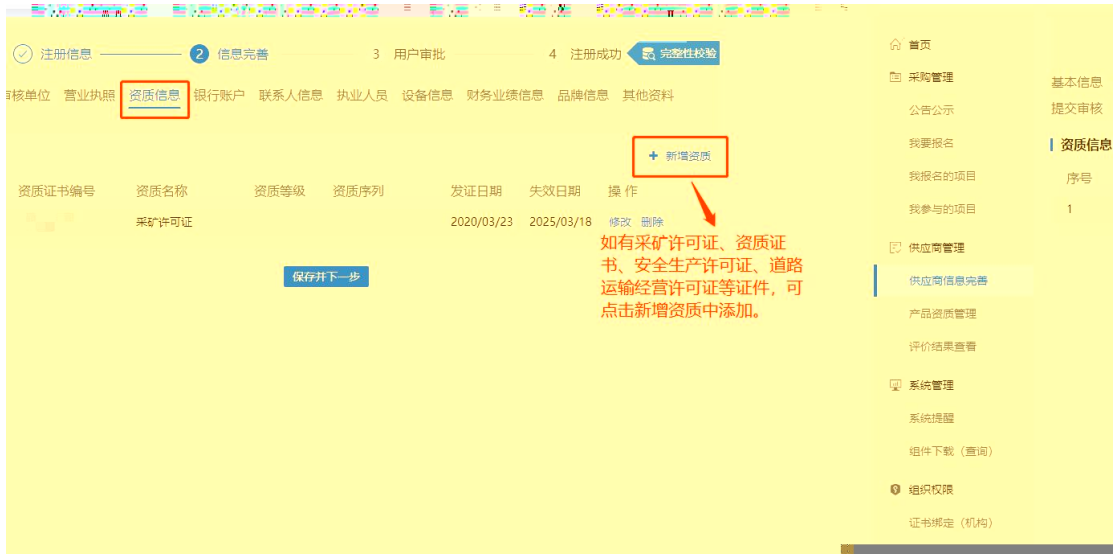 注册信息 2 信息完善 3 用户审批 4 注册成功 完整性校验
审核单位 营业执照 资质信息 银行账户 联系人信息 执业人员 设备信息 财务业绩信息 品牌信息 其他资料
+ 新增资质
资质证书编号 资质名称 资质等级 资质序列 发证日期 失效日期 操作
采矿许可证 2020/03/23 2025/03/18 修改 删除
如有采矿许可证、资质证
书、安全生产许可证、道路
运输经营许可证等证件，可
点击新增资质中添加。
保存并下一步
首页
采购管理
公告公示
我要报名
我报名的项目
我参与的项目
供应商管理
供应商信息完善
产品资质管理
评价结果查看
系统管理
系统提醒
组件下载（查询）
组织权限
证书绑定（机构）
基本信息
提交审核
资质信息
序号
1